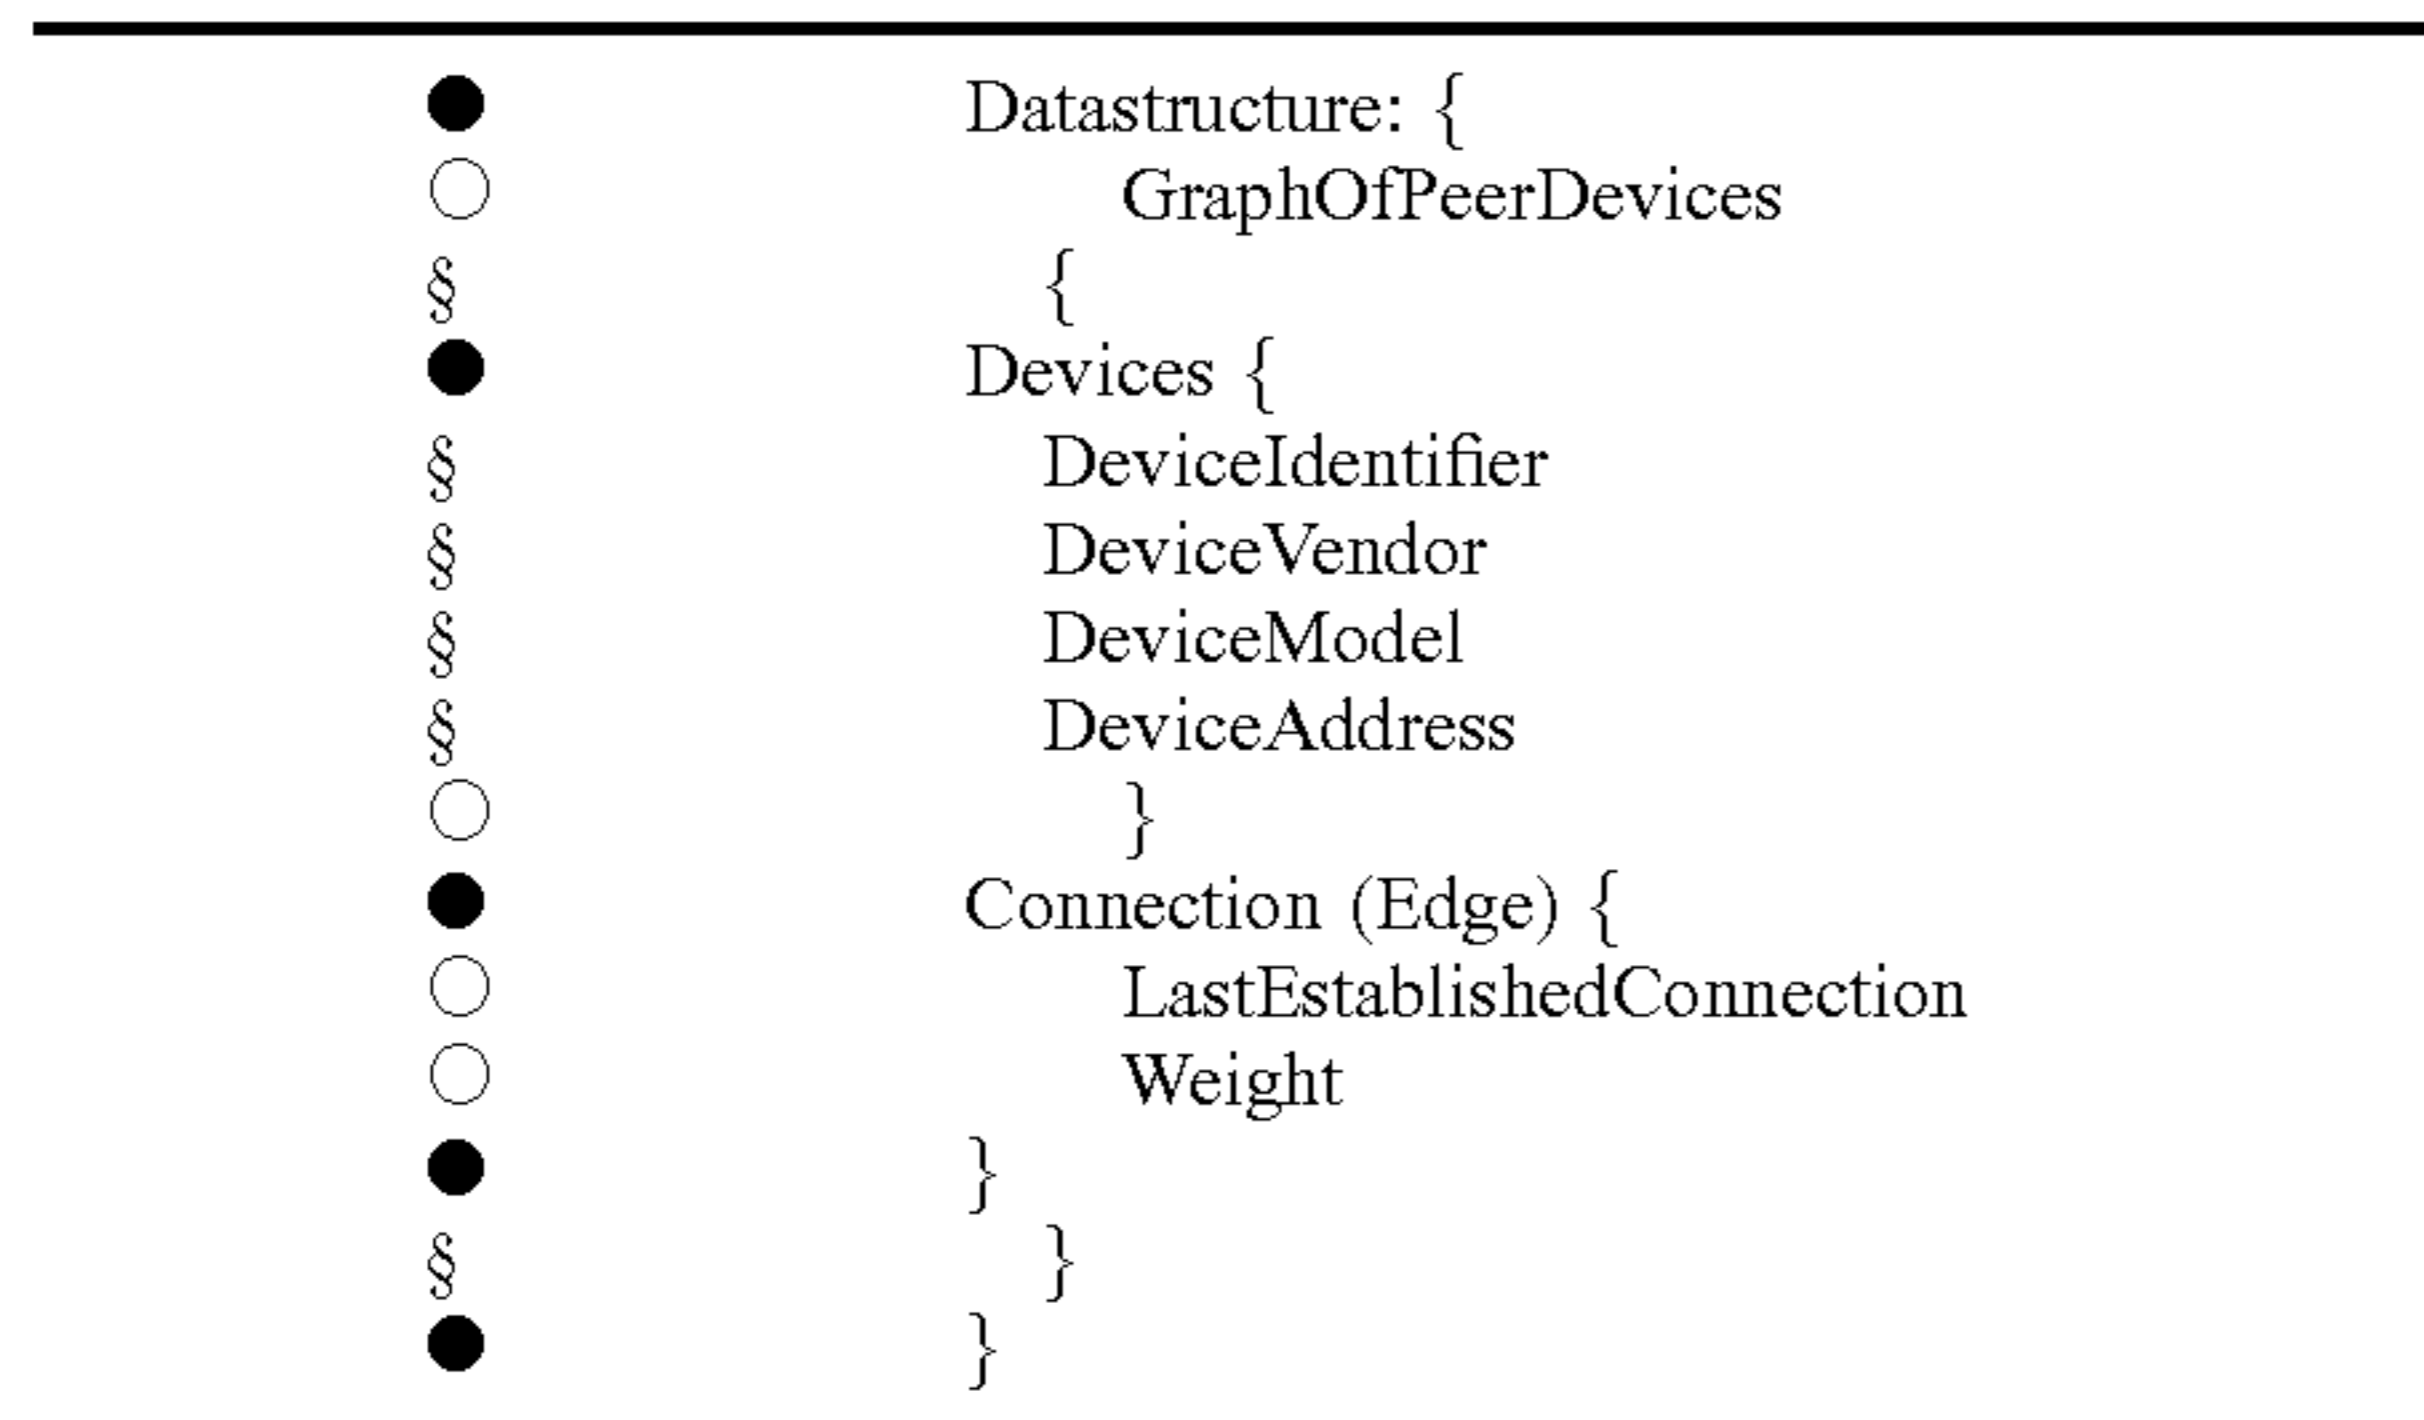 ● Datastructure: {
○ GraphOfPeerDevices
§ {
● Devices {
§ DeviceIdentifier
§ DeviceVendor
§ DeviceModel
§ DeviceAddress
○ }
● Connection (Edge) {
○ LastEstablishedConnection
○ Weight
● }
§ }
● }